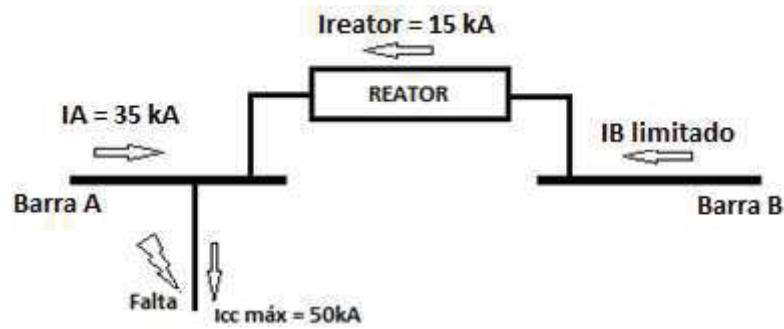 Ireator = 15 kA
REATOR
IA = 35 kA
IB limitado
Barra A
Barra B
Falta
Icc máx = 50kA